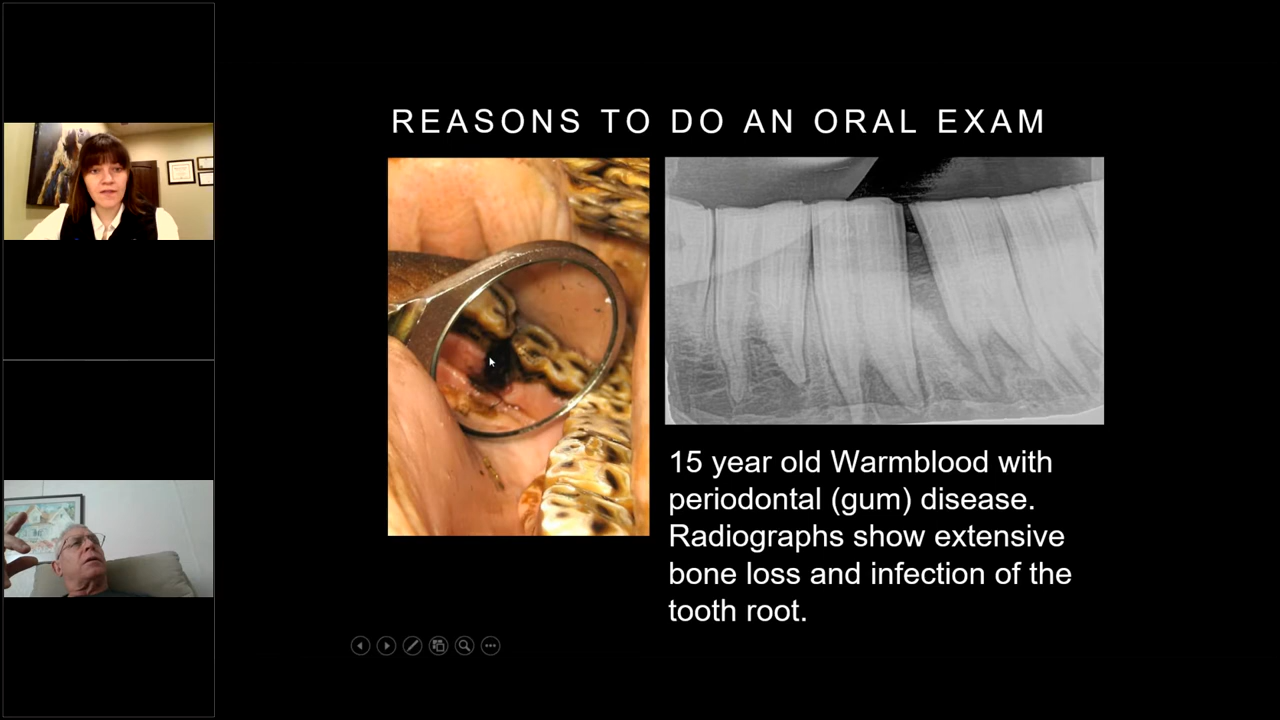 REASONS TO DO AN ORAL EXAM
15 year old Warmblood with
periodontal (gum) disease.
Radiographs show extensive
bone loss and infection of the
tooth root.